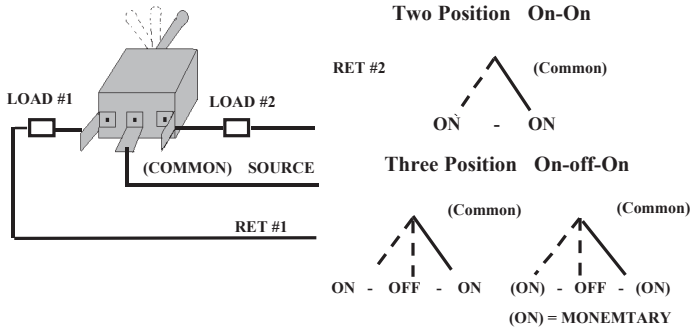 Two Position On-On
RET #2
(Common)
LOAD #1
LOAD #2
ON - ON
(COMMON) SOURCE
Three Position On-off-On
RET #1
(Common)
(Common)
ON - OFF - ON
(ON) - OFF - (ON)
(ON) = MONEMTARY